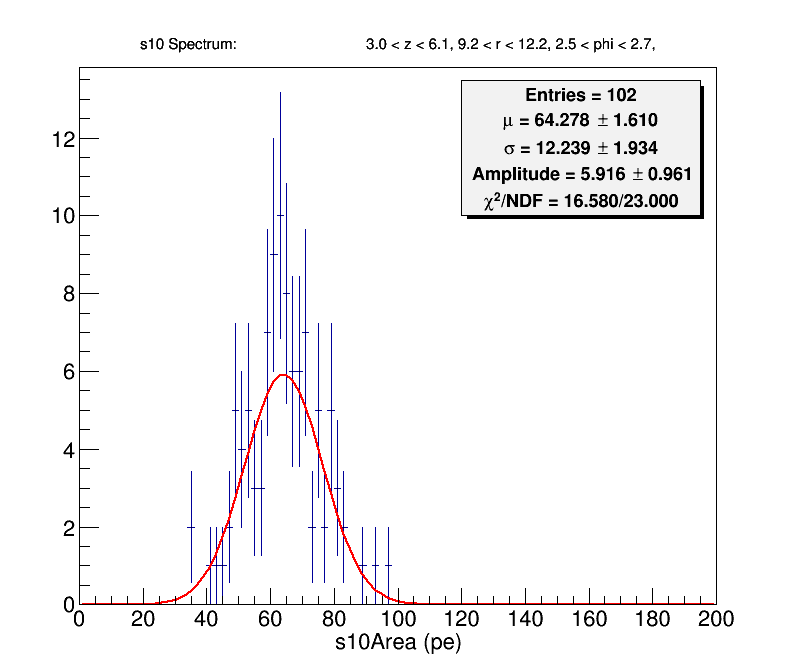 s10 Spectrum: 3.0 < z < 6.1, 9.2 < r < 12.2, 2.5 < phi < 2.7,
Entries = 102
μ = 64.278 ± 1.610
σ = 12.239 ± 1.934
Amplitude = 5.916 ± 0.961
χ²/NDF = 16.580/23.000
12
10
8
6
4
2
0
0 20 40 60 80 100 120 140 160 180 200
s10Area (pe)